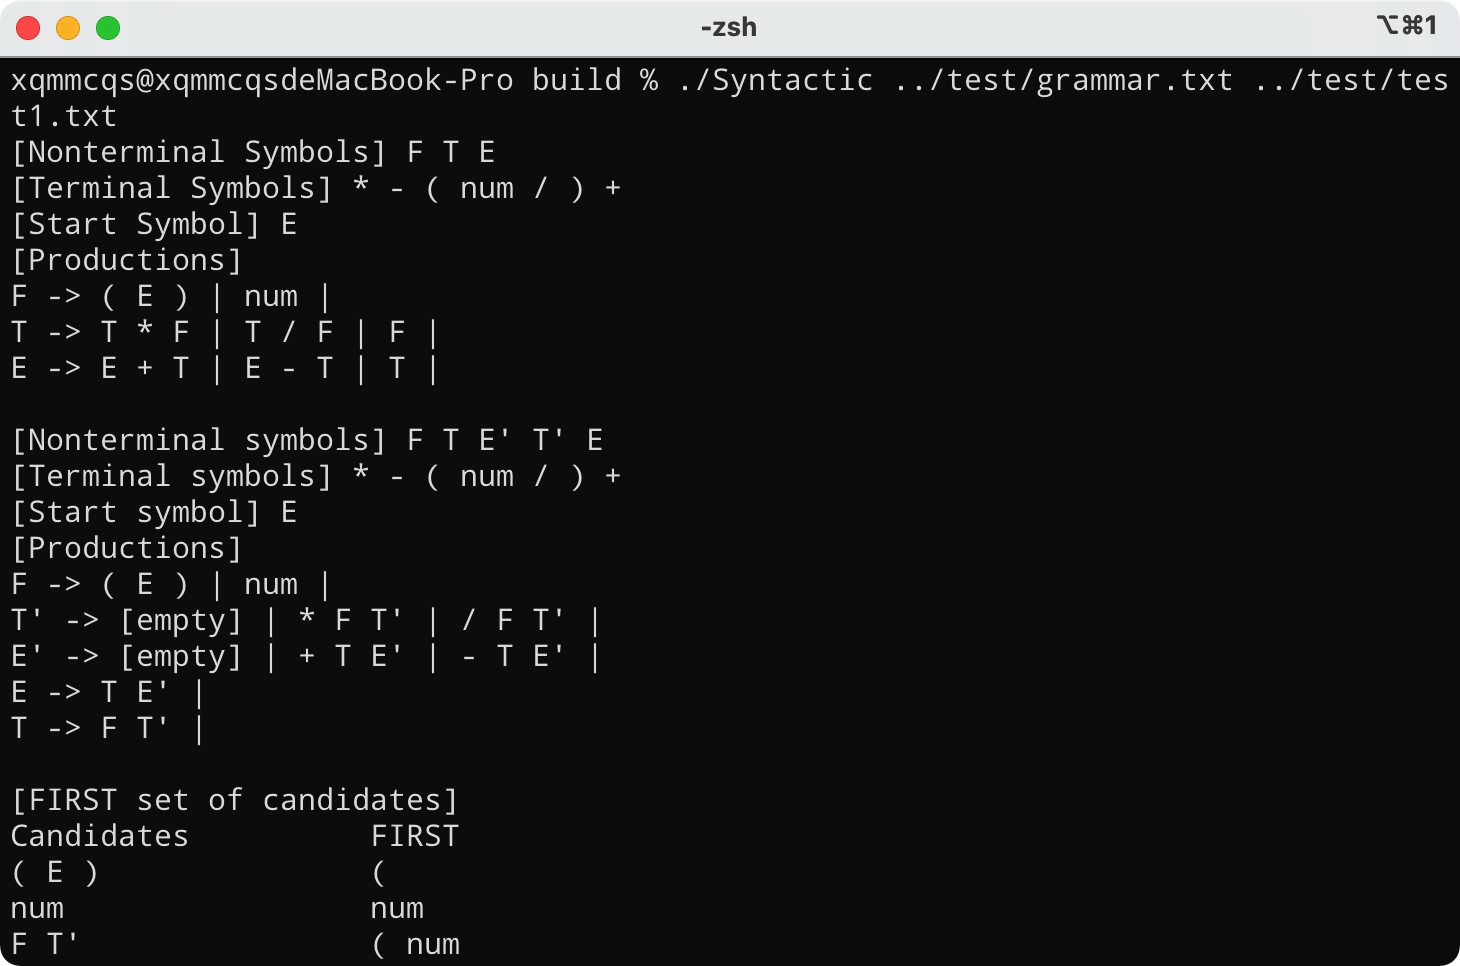 -zsh ⌥⌘1
xqmmcqs@xqmmcqsdeMacBook-Pro build % ./Syntactic ../test/grammar.txt ../test/tes
t1.txt
[Nonterminal Symbols] F T E
[Terminal Symbols] * - ( num / ) +
[Start Symbol] E
[Productions]
F -> ( E ) | num |
T -> T * F | T / F | F |
E -> E + T | E - T | T |
[Nonterminal symbols] F T E' T' E
[Terminal symbols] * - ( num / ) +
[Start symbol] E
[Productions]
F -> ( E ) | num |
T' -> [empty] | * F T' | / F T' |
E' -> [empty] | + T E' | - T E' |
E -> T E' |
T -> F T' |
[FIRST set of candidates]
Candidates          FIRST
( E )               (
num                 num
F T'                ( num